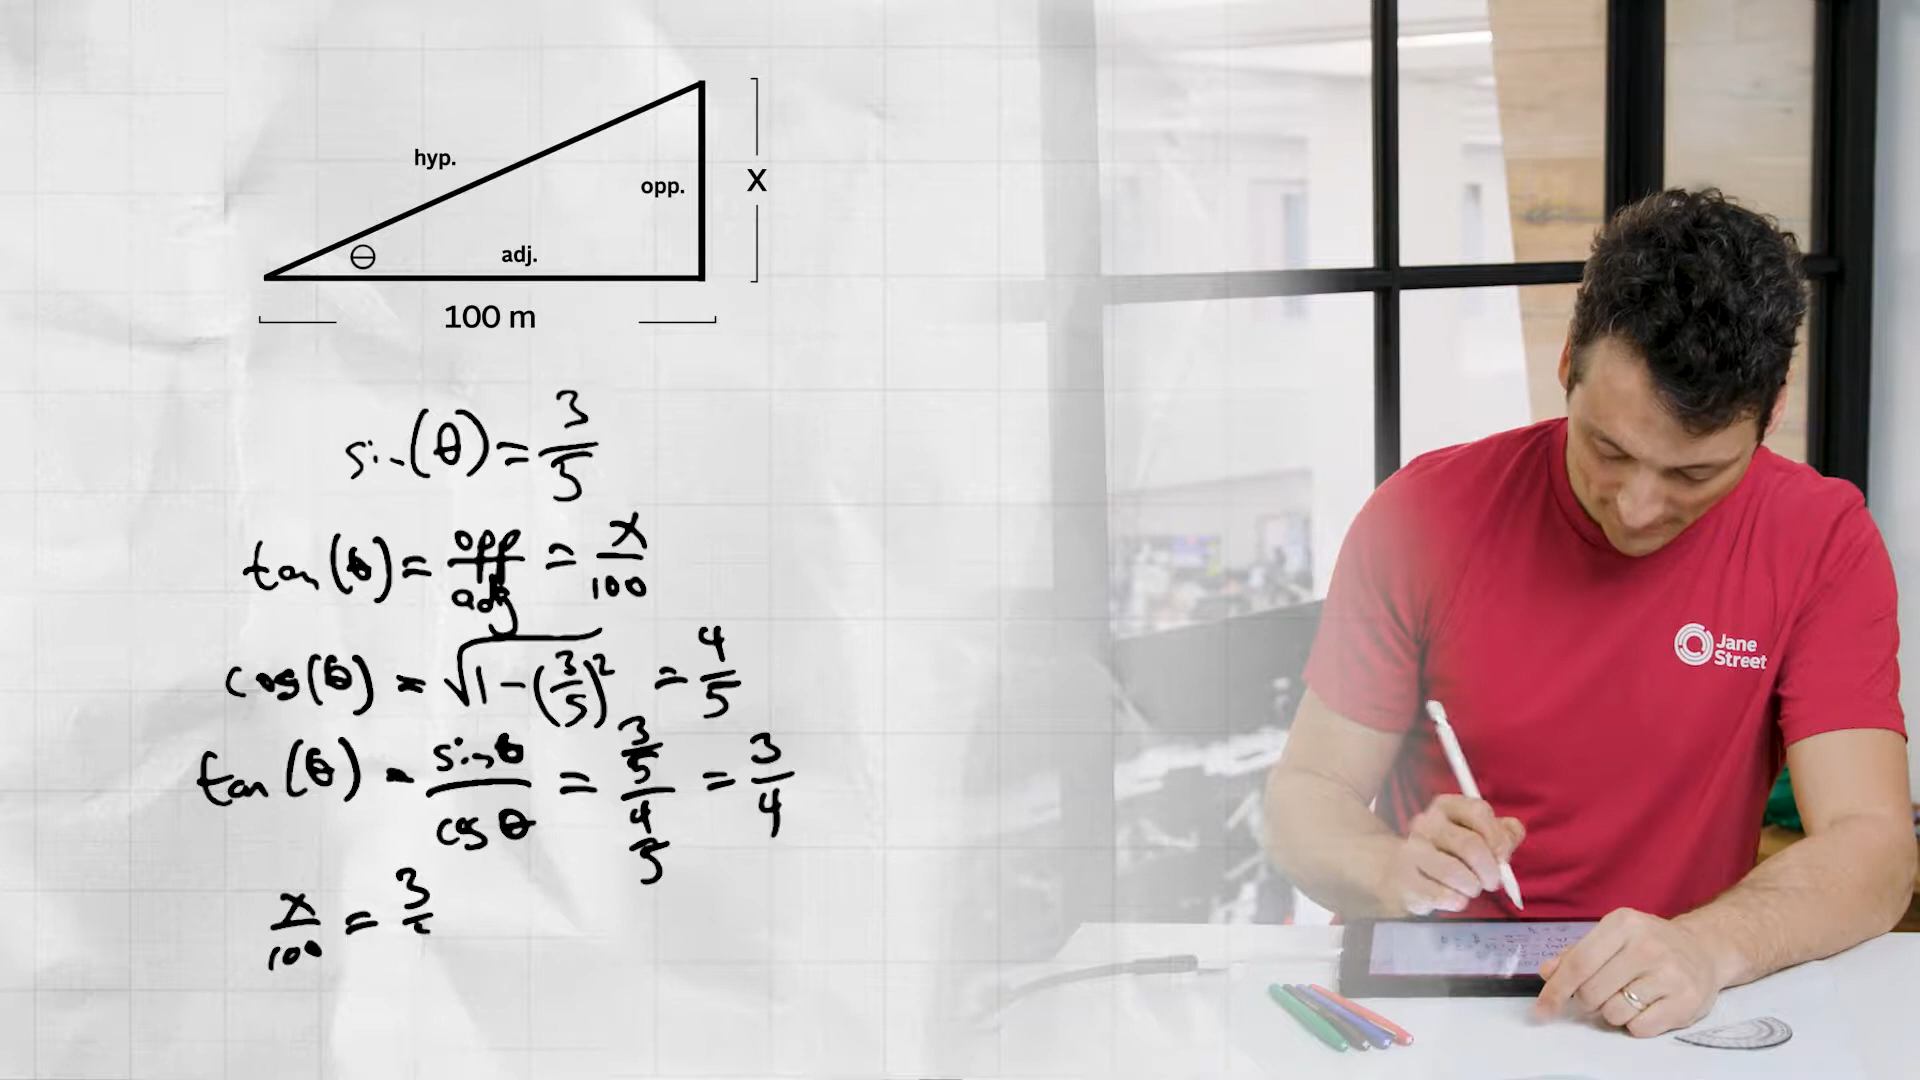 hyp.
opp.
X
Θ
adj.
100 m
sin(θ) = 3/5
tan(θ) = opp/adj = x/100
cos(θ) = √1-(3/5)² = 4/5
tan(θ) = sinθ/cosθ = 3/5/4/5 = 3/4
x/100 = 3/
Jane
Street